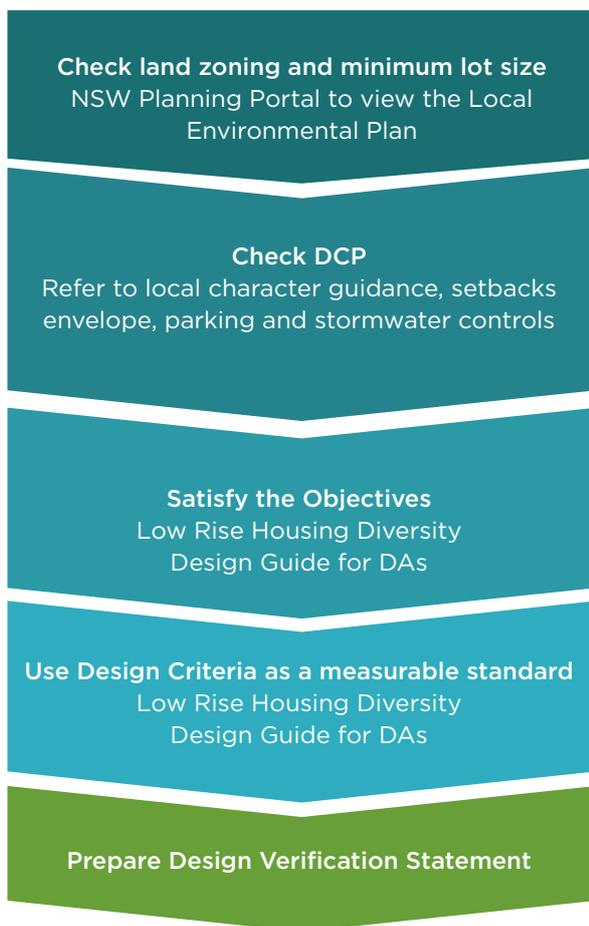 Check land zoning and minimum lot size
NSW Planning Portal to view the Local
Environmental Plan
Check DCP
Refer to local character guidance, setbacks
envelope, parking and stormwater controls
Satisfy the Objectives
Low Rise Housing Diversity
Design Guide for DAs
Use Design Criteria as a measurable standard
Low Rise Housing Diversity
Design Guide for DAs
Prepare Design Verification Statement